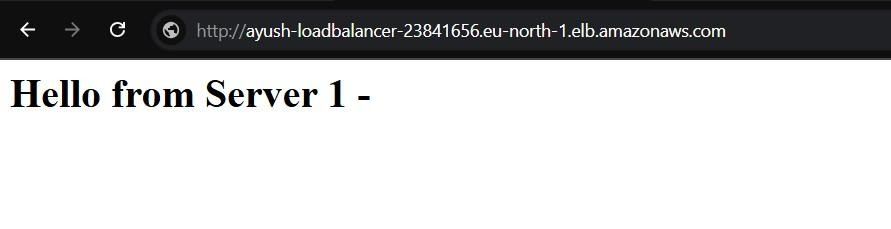 http://ayush-loadbalancer-23841656.eu-north-1.elb.amazonaws.com
Hello from Server 1 -